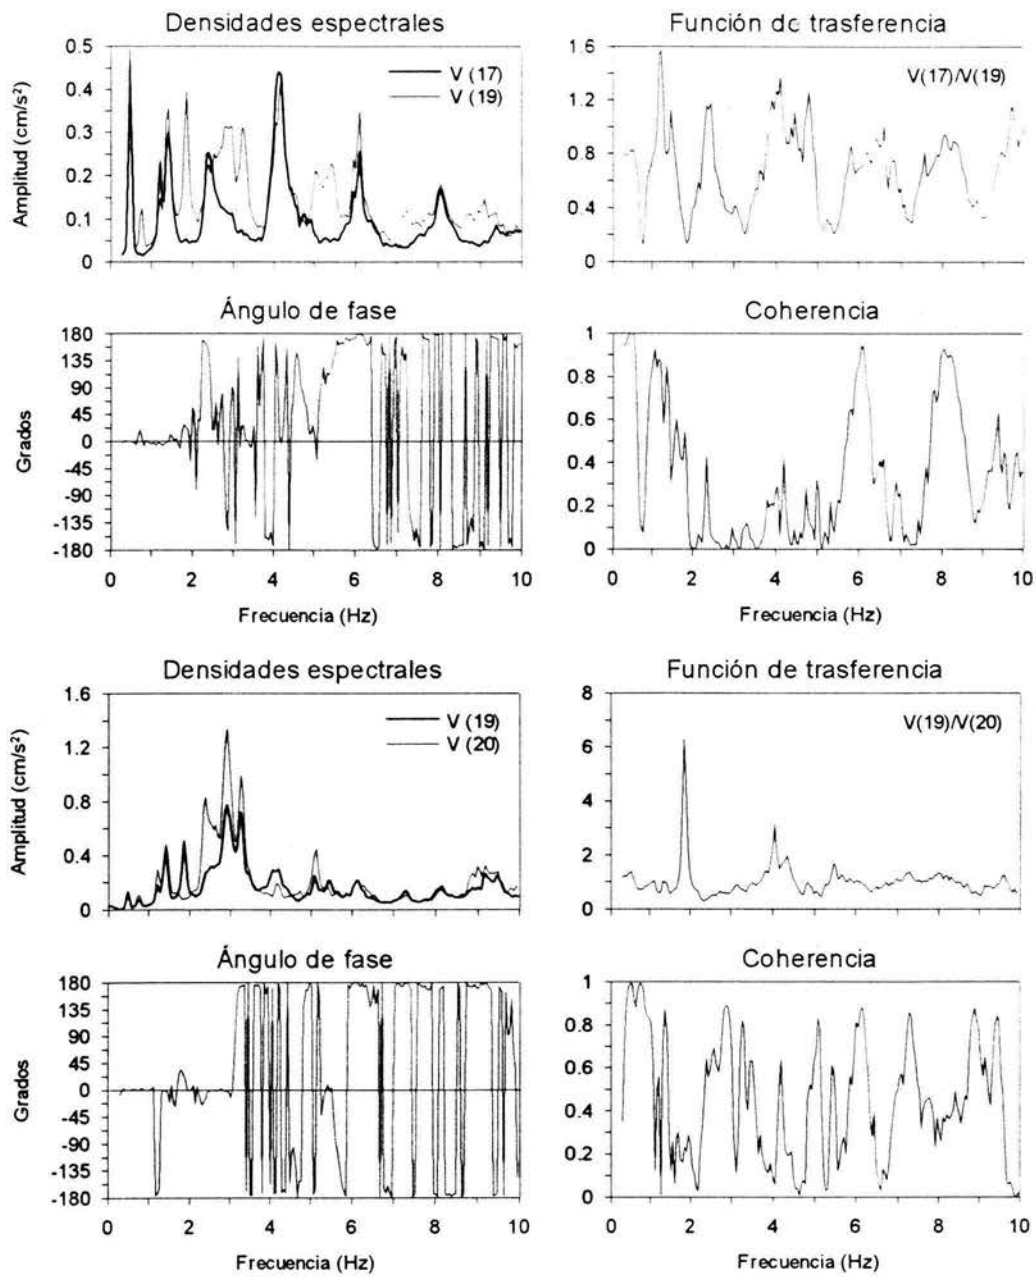 Densidades espectrales
Función de trasferencia
Amplitud (cm/s²)
0.5
0.4
0.3
0.2
0.1
0
V (17)
V (19)
1.6
1.2
0.8
0.4
0
V(17)/V(19)
Ángulo de fase
Coherencia
Grados
180
135
90
45
0
-45
-90
-135
-180
0 2 4 6 8 10
Frecuencia (Hz)
1
0.8
0.6
0.4
0.2
0
0 2 4 6 8 10
Frecuencia (Hz)
Densidades espectrales
Función de trasferencia
Amplitud (cm/s²)
1.6
1.2
0.8
0.4
0
V (19)
V (20)
8
6
4
2
0
V(19)/V(20)
Ángulo de fase
Coherencia
Grados
180
135
90
45
0
-45
-90
-135
-180
0 2 4 6 8 10
Frecuencia (Hz)
1
0.8
0.6
0.4
0.2
0
0 2 4 6 8 10
Frecuencia (Hz)